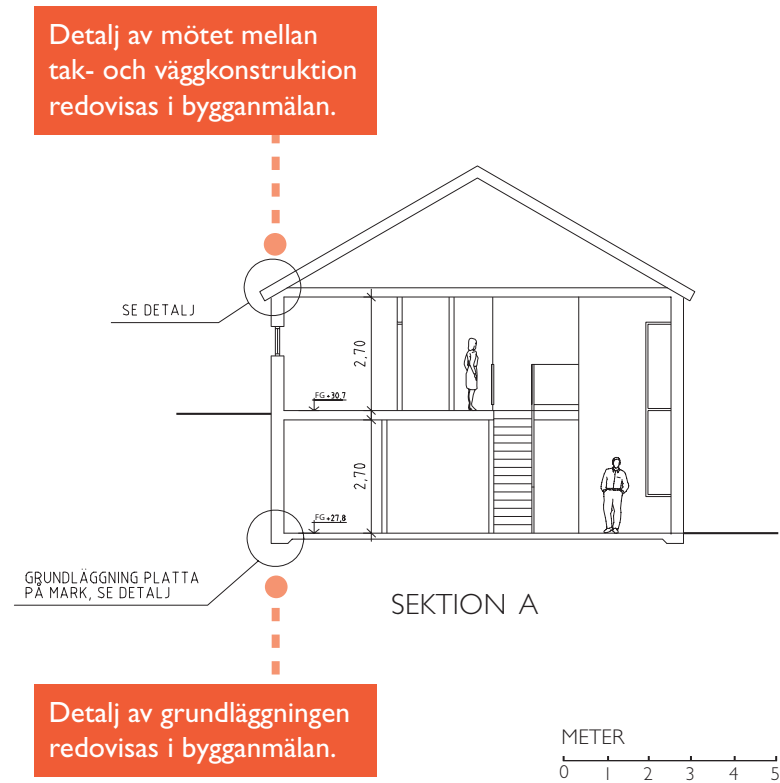 Detalj av mötet mellan
tak- och väggkonstruktion
redovisas i bygganmälan.
SE DETALJ
2,70
FG +30,7
2,70
FG +27,8
GRUNDLÄGGNING PLATTA
PÅ MARK, SE DETALJ
SEKTION A
Detalj av grundläggningen
redovisas i bygganmälan.
METER
0 1 2 3 4 5